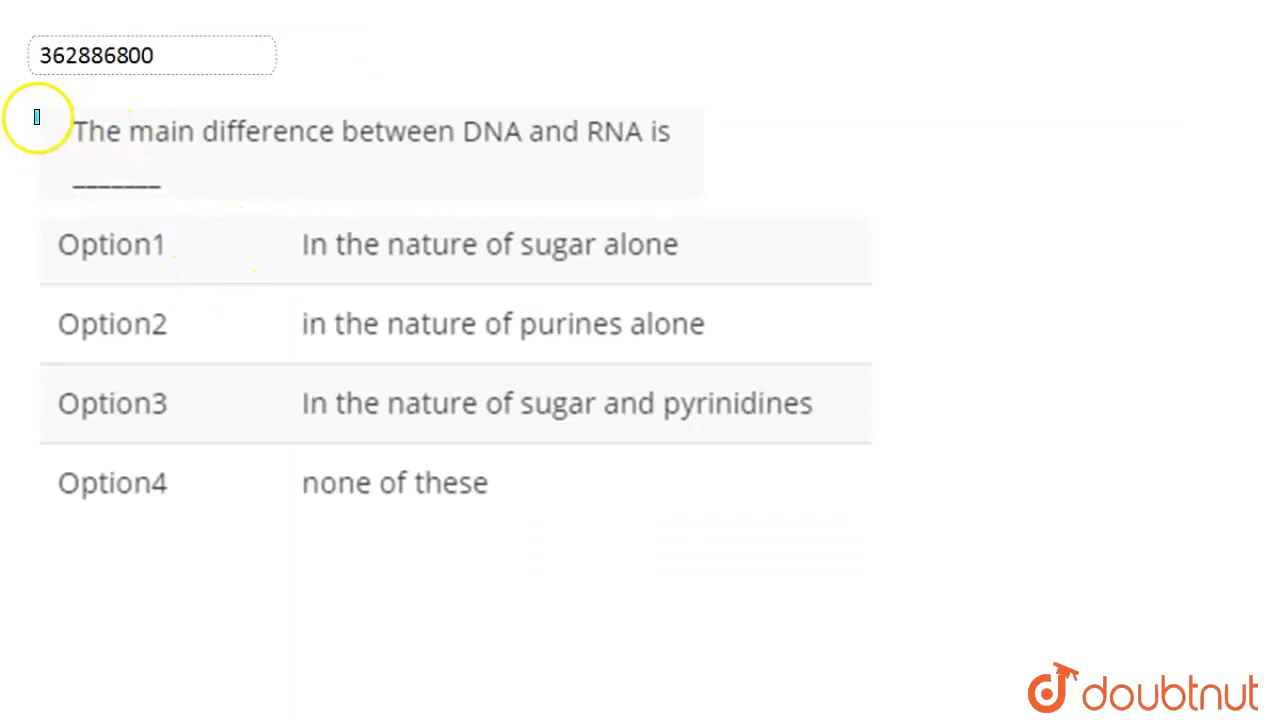 362886800
The main difference between DNA and RNA is
_______
Option1 In the nature of sugar alone
Option2 in the nature of purines alone
Option3 In the nature of sugar and pyrinidines
Option4 none of these
doubtnut